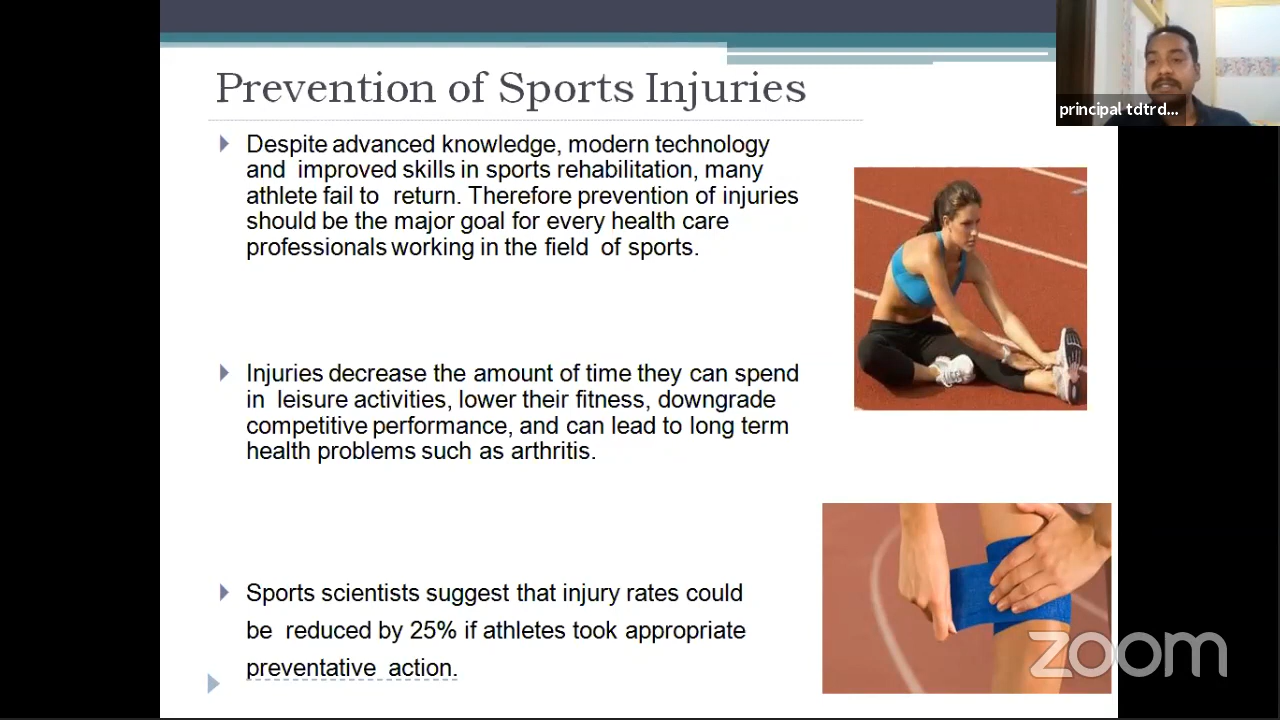 Prevention of Sports Injuries
Despite advanced knowledge, modern technology
and improved skills in sports rehabilitation, many
athlete fail to return. Therefore prevention of injuries
should be the major goal for every health care
professionals working in the field of sports.
Injuries decrease the amount of time they can spend
in leisure activities, lower their fitness, downgrade
competitive performance, and can lead to long term
health problems such as arthritis.
Sports scientists suggest that injury rates could
be reduced by 25% if athletes took appropriate
preventative action.
principal tdtrd...
zoom